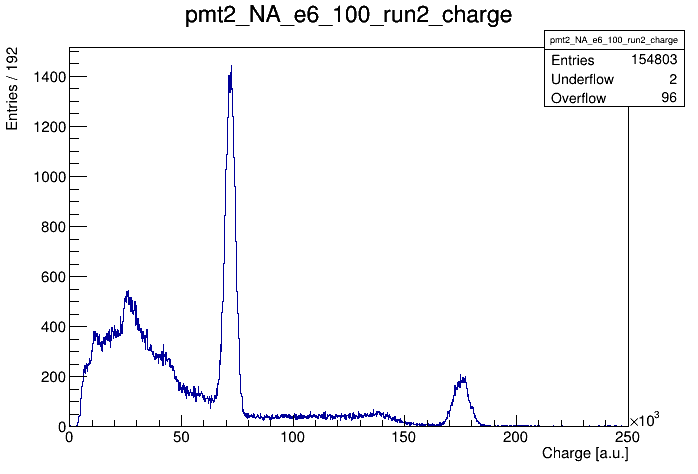 pmt2_NA_e6_100_run2_charge
pmt2_NA_e6_100_run2_charge
Entries 154803
Underflow 2
Overflow 96
Entries / 192
1400
1200
1000
800
600
400
200
0
0 50 100 150 200 250
×10³
Charge [a.u.]